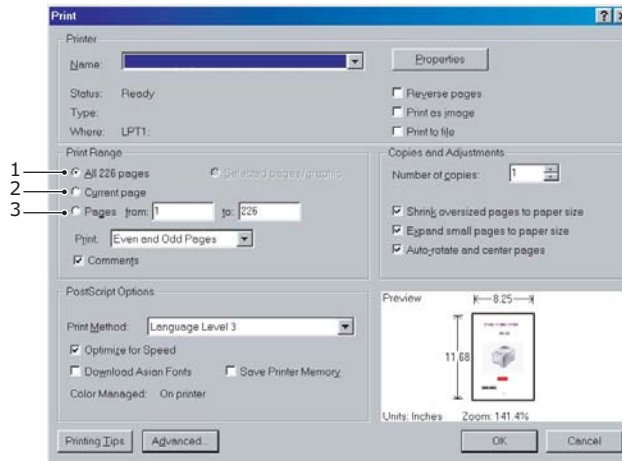 Print
Printer
Name:
Properties
Status: Ready
Type:
Where: LPT1:
Reverse pages
Print as image
Print to file
Print Range
1 All 226 pages
Selected pages/graphic
2 Current page
3 Pages from: 1 to: 226
Print: Even and Odd Pages
Comments
Copies and Adjustments
Number of copies: 1
Shrink oversized pages to paper size
Expand small pages to paper size
Auto-rotate and center pages
PostScript Options
Print Method: Language Level 3
Optimize for Speed
Download Asian Fonts
Save Printer Memory
Color Managed: On printer
Preview
8.25
11.68
Units: Inches Zoom: 141.4%
Printing Tips
Advanced...
OK
Cancel